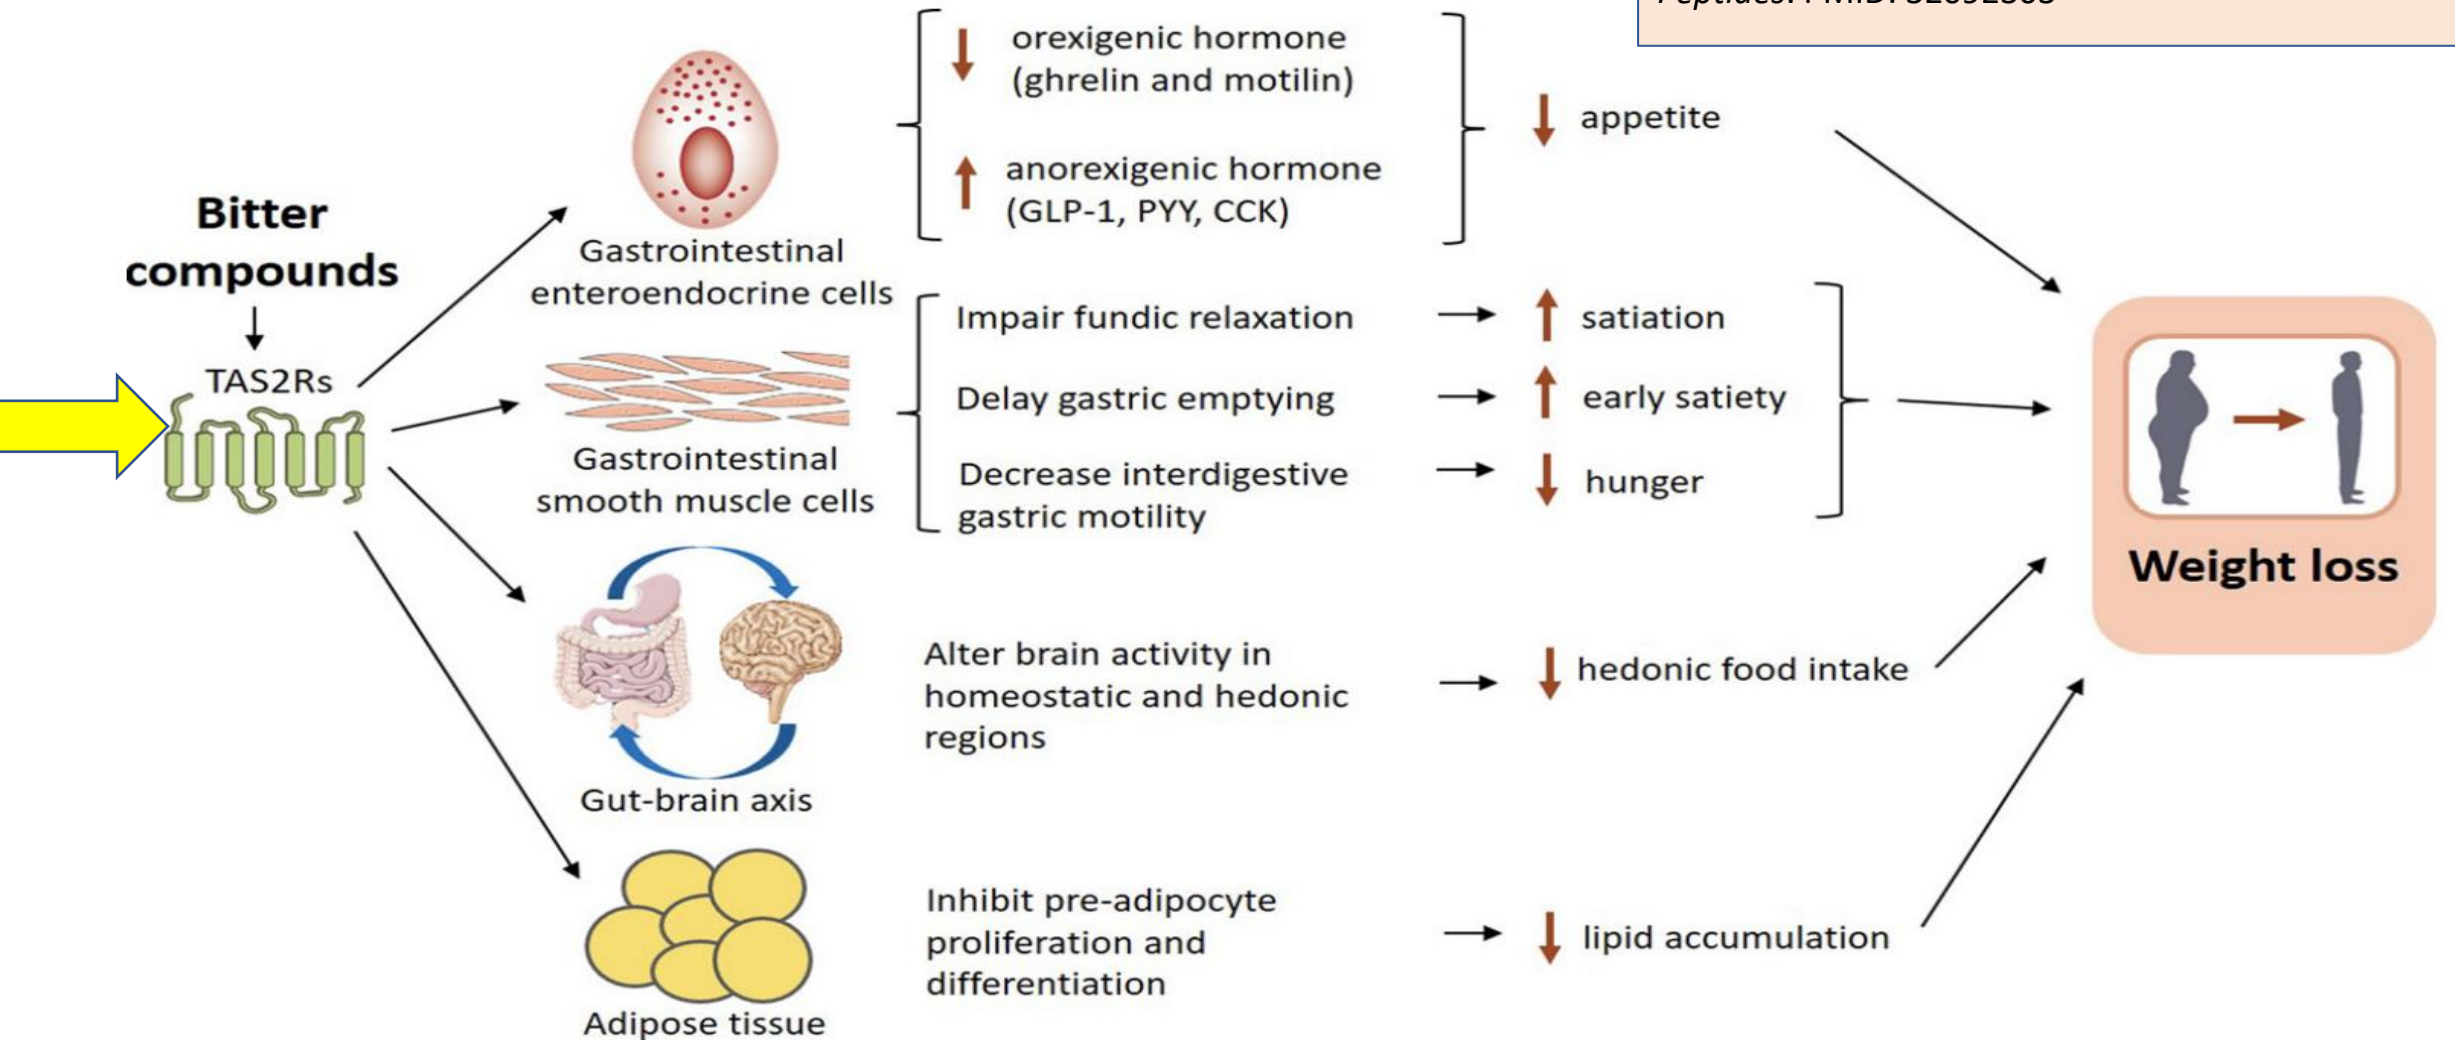 Bitter
compounds
TAS2Rs
Gastrointestinal
enteroendocrine cells
orexigenic hormone
(ghrelin and motilin)
anorexigenic hormone
(GLP-1, PYY, CCK)
appetite
Gastrointestinal
smooth muscle cells
Impair fundic relaxation
satiation
Delay gastric emptying
early satiety
Decrease interdigestive
gastric motility
hunger
Gut-brain axis
Alter brain activity in
homeostatic and hedonic
regions
hedonic food intake
Adipose tissue
Inhibit pre-adipocyte
proliferation and
differentiation
lipid accumulation
Weight loss